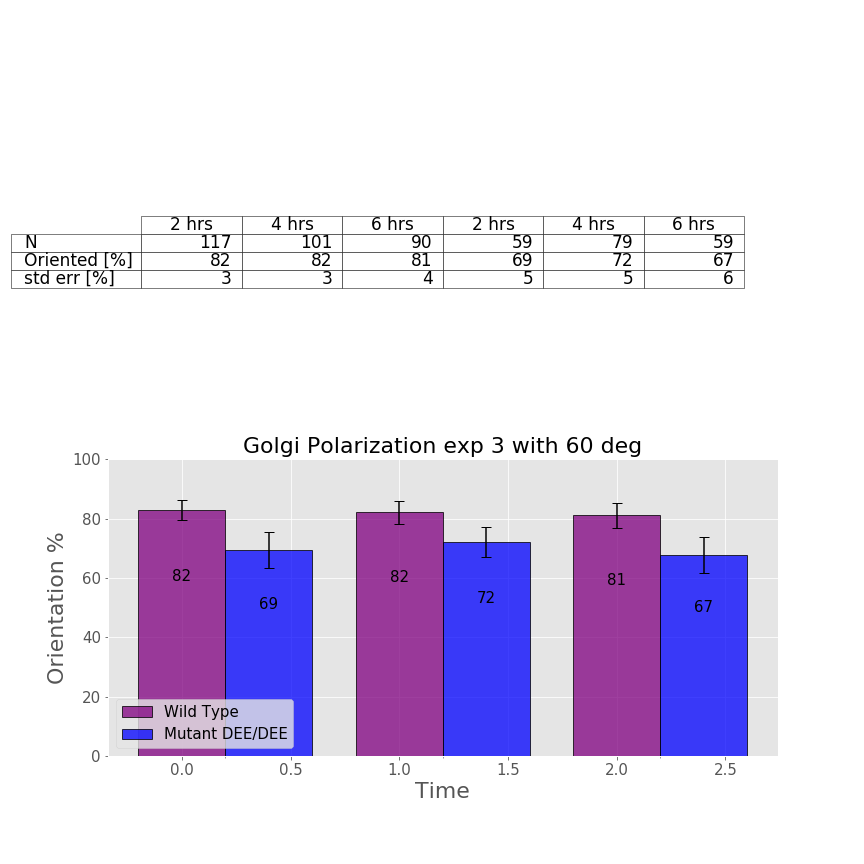 2 hrs 4 hrs 6 hrs 2 hrs 4 hrs 6 hrs
N 117 101 90 59 79 59
Oriented [%] 82 82 81 69 72 67
std err [%] 3 3 4 5 5 6
Golgi Polarization exp 3 with 60 deg
100
80
60
40
20
0
Orientation %
82
69
82
72
81
67
Wild Type
Mutant DEE/DEE
0.0 0.5 1.0 1.5 2.0 2.5
Time